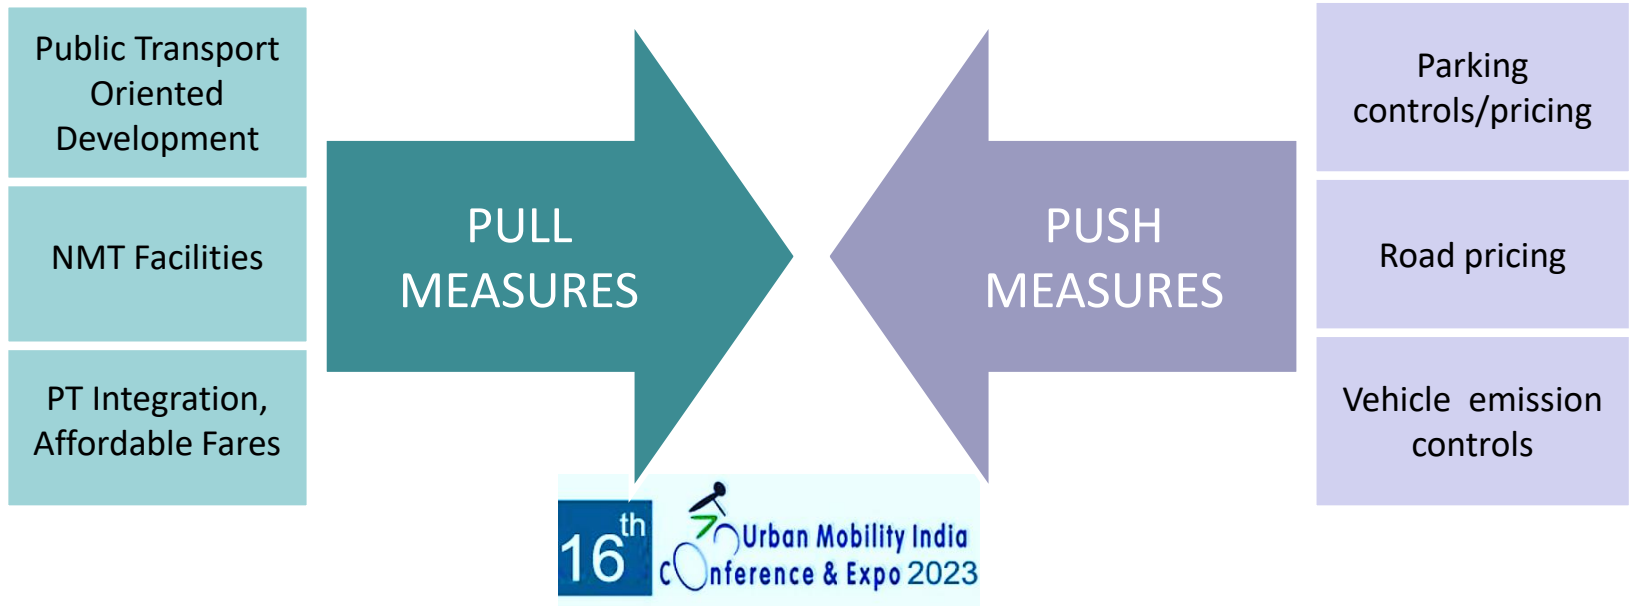 Public Transport
Oriented
Development
NMT Facilities
PT Integration,
Affordable Fares
PULL
MEASURES
PUSH
MEASURES
Parking
controls/pricing
Road pricing
Vehicle emission
controls
16th
Urban Mobility India
Conference & Expo 2023